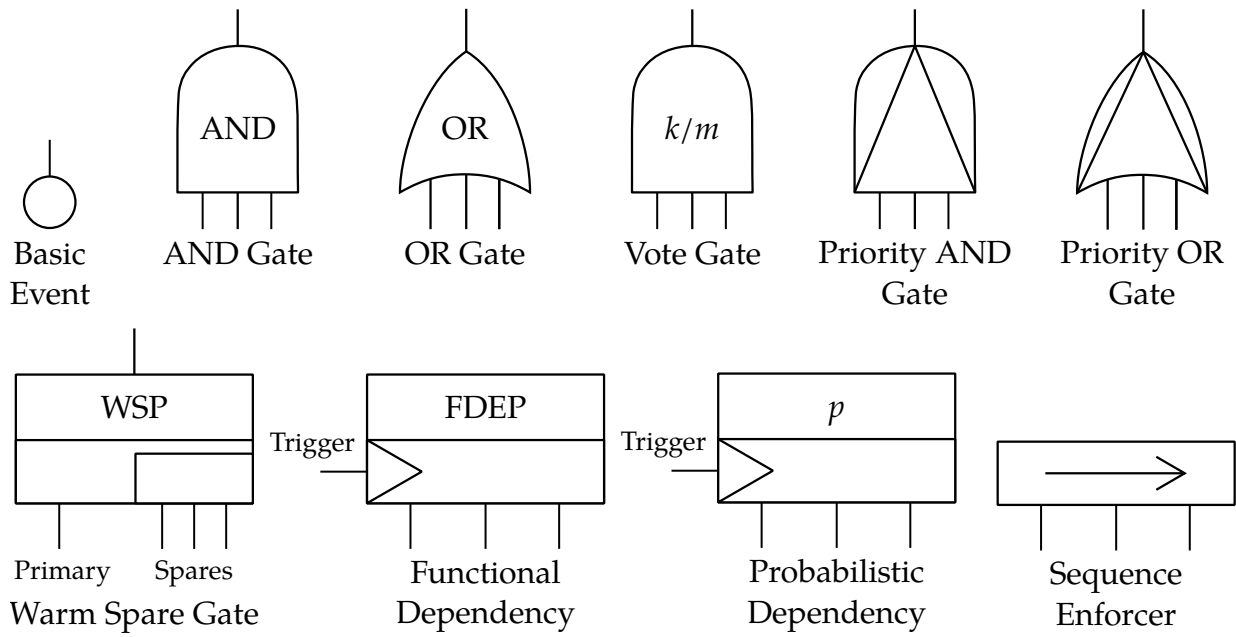 AND
OR
k/m
Basic
Event
AND Gate
OR Gate
Vote Gate
Priority AND
Gate
Priority OR
Gate
WSP
Primary
Spares
Warm Spare Gate
Trigger
FDEP
Functional
Dependency
Trigger
p
Probabilistic
Dependency
Sequence
Enforcer